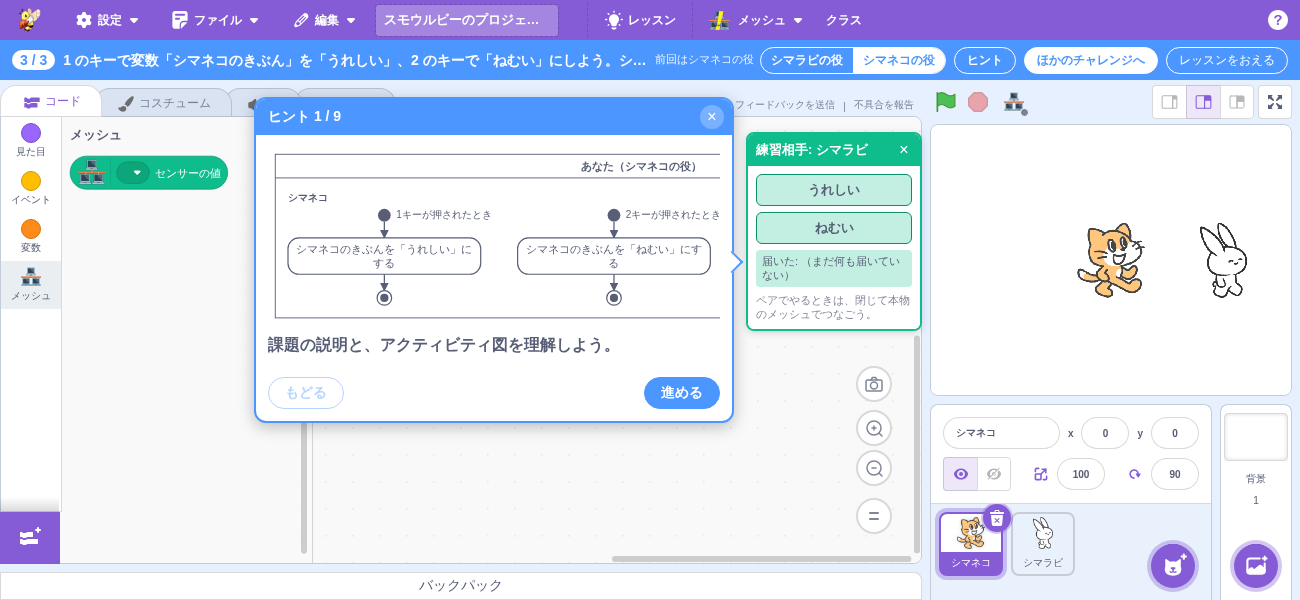 設定
ファイル
編集
スモウルビーのプロジェ…
レッスン
メッシュ
クラス
?
3 / 3
1 のキーで変数「シマネコのきぶん」を「うれしい」、2 のキーで「ねむい」にしよう。シ…
前回はシマネコの役
シマラビの役
シマネコの役
ヒント
ほかのチャレンジへ
レッスンをおえる
コード
コスチューム
フィードバックを送信 | 不具合を報告
見た目
イベント
変数
メッシュ
メッシュ
センサーの値
ヒント 1 / 9
×
あなた（シマネコの役）
シマネコ
1キーが押されたとき
2キーが押されたとき
シマネコのきぶんを「うれしい」に
する
シマネコのきぶんを「ねむい」にす
る
課題の説明と、アクティビティ図を理解しよう。
もどる
進める
練習相手: シマラビ
×
うれしい
ねむい
届いた: （まだ何も届いてい
ない）
ペアでやるときは、閉じて本物
のメッシュでつなごう。
シマネコ
x
0
y
0
100
90
シマネコ
シマラビ
背景
1
バックパック